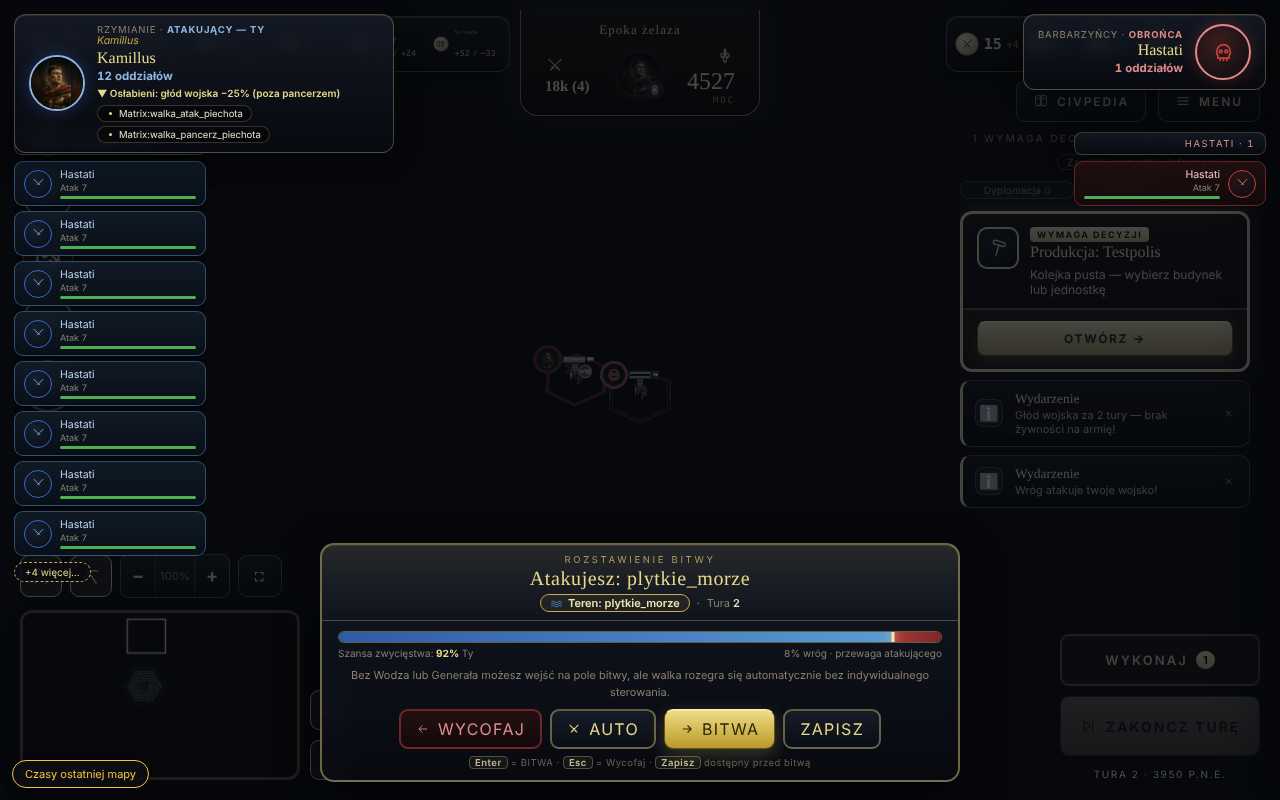 RZYMIANIE · ATAKUJĄCY — TY
Kamillus
Kamillus
12 oddziałów
▼ Osłabieni: głód wojska −25% (poza pancerzem)
• Matrix:walka_atak_piechota
• Matrix:walka_pancerz_piechota
/ +24
+52 / −33
Epoka żelaza
18k (4)
4527
MOC
15 +4
BARBARZYŃCY · OBROŃCA
Hastati
1 oddziałów
CIVPEDIA
MENU
1 WYMAGA DEC
HASTATI · 1
Hastati
Atak 7
Dyplomacja 0
Hastati
Atak 7
Hastati
Atak 7
Hastati
Atak 7
Hastati
Atak 7
Hastati
Atak 7
Hastati
Atak 7
Hastati
Atak 7
Hastati
Atak 7
+4 więcej...
100%
WYMAGA DECYZJI
Produkcja: Testpolis
Kolejka pusta — wybierz budynek
lub jednostkę
OTWÓRZ →
Wydarzenie
Głód wojska za 2 tury — brak
żywności na armię!
×
Wydarzenie
Wróg atakuje twoje wojsko!
×
ROZSTAWIENIE BITWY
Atakujesz: plytkie_morze
Teren: plytkie_morze · Tura 2
Szansa zwycięstwa: 92% Ty
8% wróg · przewaga atakującego
Bez Wodza lub Generała możesz wejść na pole bitwy, ale walka rozegra się automatycznie bez indywidualnego
sterowania.
← WYCOFAJ
AUTO
→ BITWA
ZAPISZ
Enter = BITWA · Esc = Wycofaj · Zapisz dostępny przed bitwą
WYKONAJ 1
ZAKOŃCZ TURĘ
TURA 2 · 3950 P.N.E.
Czasy ostatniej mapy